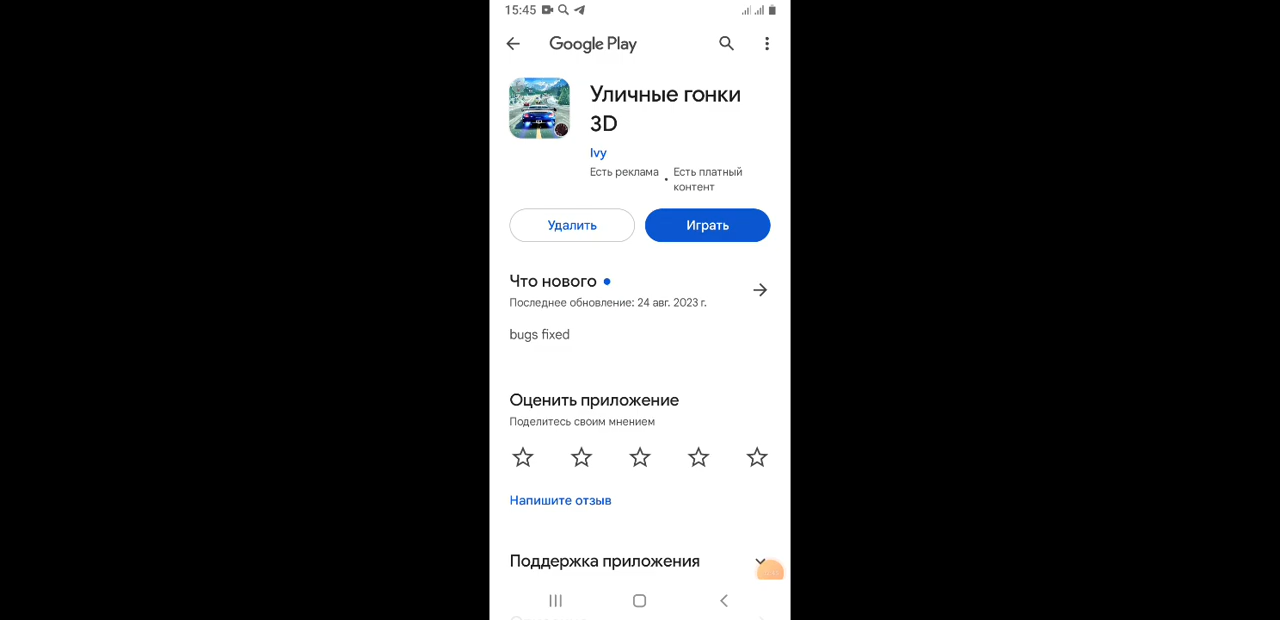 15:45
Google Play
Уличные гонки
3D
Ivy
Есть реклама • Есть платный
контент
Удалить
Играть
Что нового
Последнее обновление: 24 авг. 2023 г.
bugs fixed
Оценить приложение
Поделитесь своим мнением
Напишите отзыв
Поддержка приложения